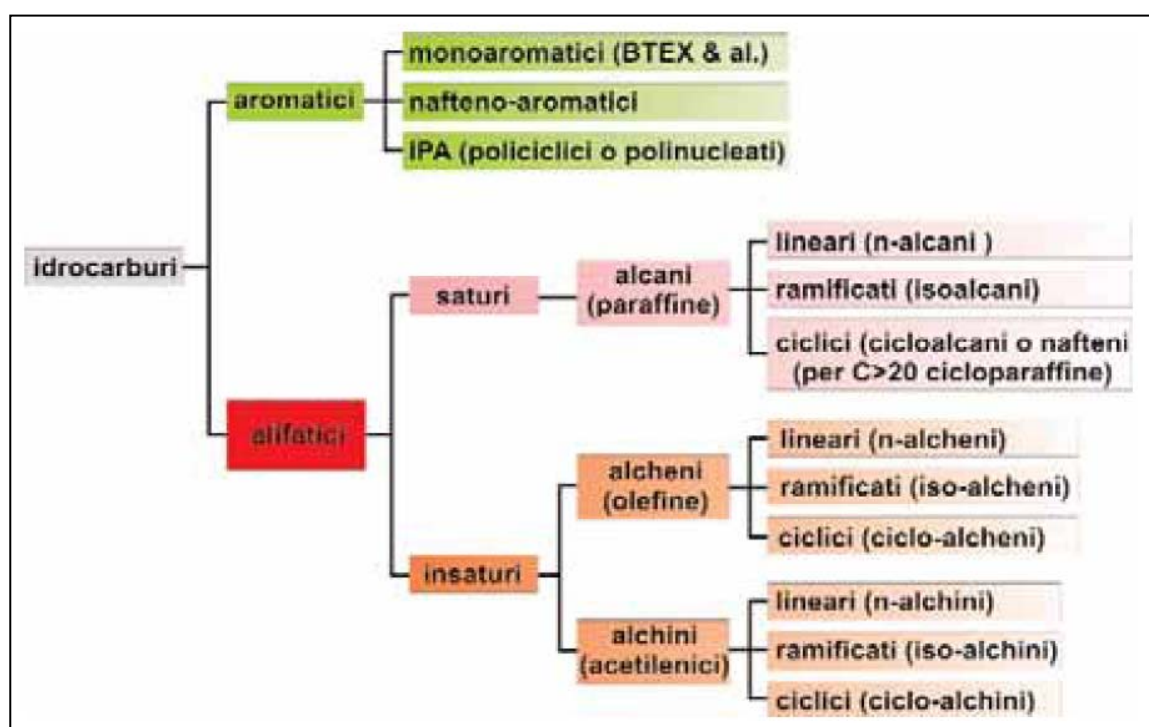 monoaromatici (BTEX & al.)
aromatici
nafteno-aromatici
IPA (policiclici o polinucleati)
idrocarburi
lineari (n-alcani )
saturi
alcani
(paraffine)
ramificati (isoalcani)
ciclici (cicloalcani o nafteni
(per C>20 cicloparaffine)
alifatici
lineari (n-alcheni)
alcheni
(olefine)
ramificati (iso-alcheni)
ciclici (ciclo-alcheni)
insaturi
lineari (n-alchini)
alchini
(acetilenici)
ramificati (iso-alchini)
ciclici (ciclo-alchini)